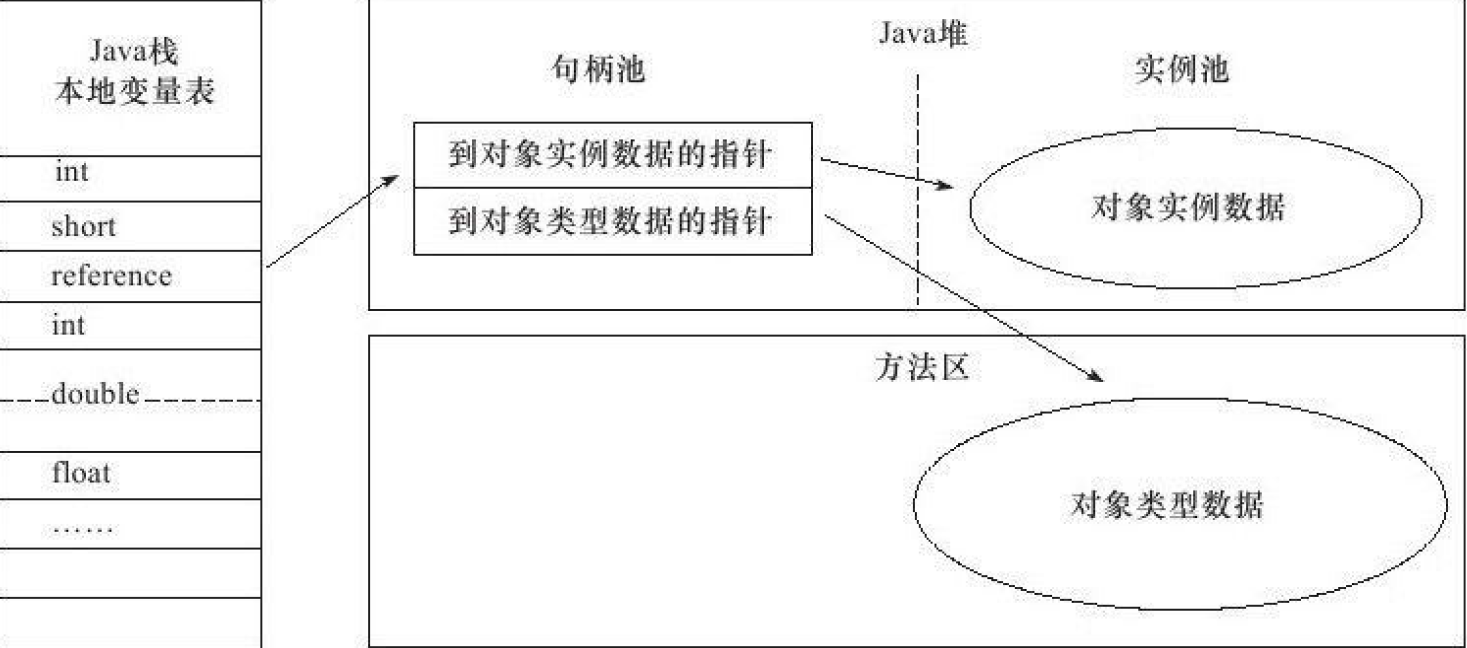 Java栈
本地变量表
int
short
reference
int
double
float
……
Java堆
句柄池
实例池
到对象实例数据的指针
到对象类型数据的指针
对象实例数据
方法区
对象类型数据